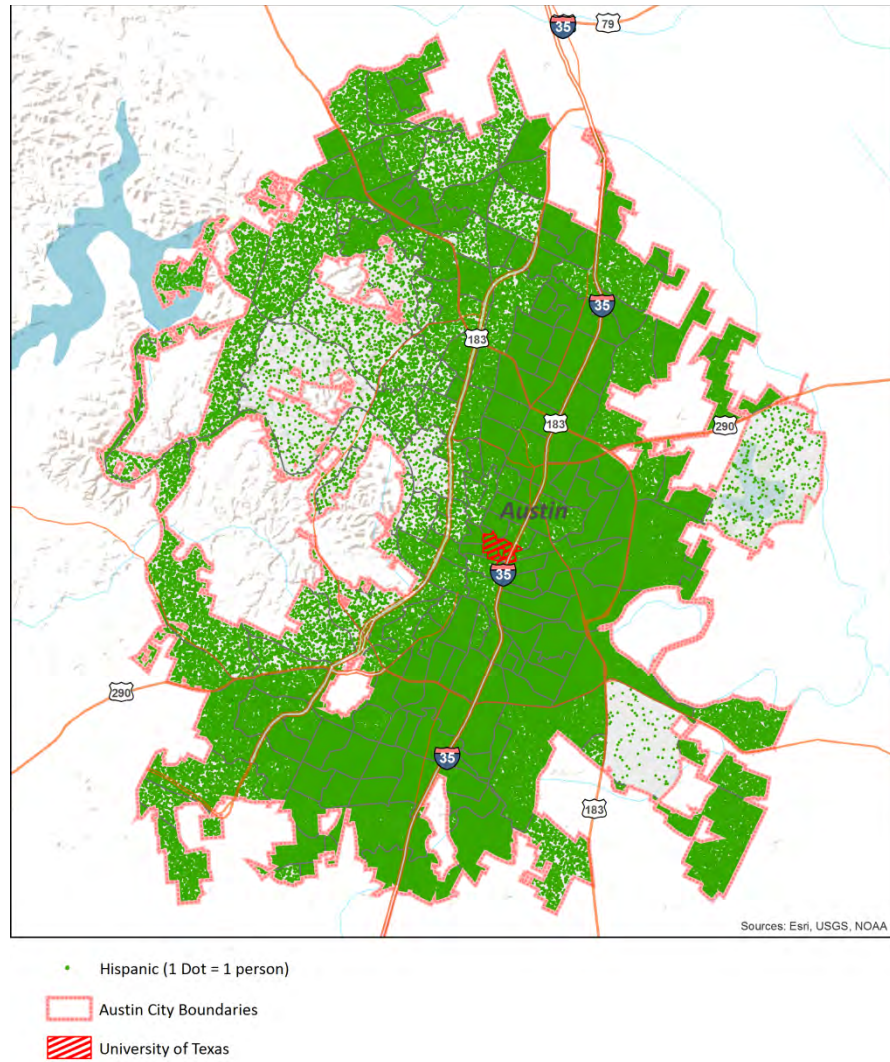 35
79
35
183
183
290
Austin
35
290
35
183
Sources: Esri, USGS, NOAA
Hispanic (1 Dot = 1 person)
Austin City Boundaries
University of Texas